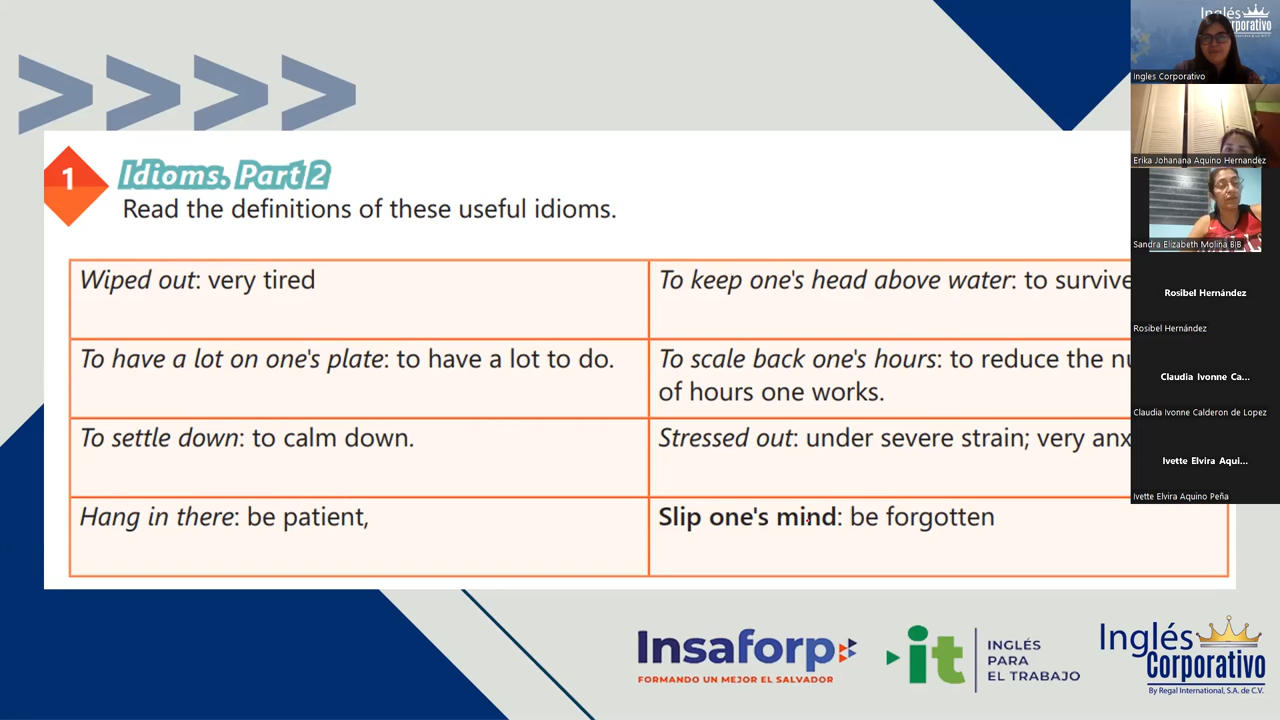 1
Idioms. Part 2
Read the definitions of these useful idioms.
Wiped out: very tired
To keep one's head above water: to survive
To have a lot on one's plate: to have a lot to do.
To scale back one's hours: to reduce the
of hours one works.
To settle down: to calm down.
Stressed out: under severe strain; very
Hang in there: be patient,
Slip one's mind: be forgotten
Insaforp
FORMANDO UN MEJOR EL SALVADOR
it
INGLÉS
PARA
EL TRABAJO
Inglés
Corporativo
By Regal International, S.A. de C.V.
Inglés
Ingles Corporativo
Erika Johanana Aquino Hernandez
Sandra Elizabeth Molina BIB
Rosibel Hernández
Rosibel Hernández
Claudia Ivonne Ca...
Claudia Ivonne Calderon de Lopez
Ivette Elvira Aqui...
Ivette Elvira Aquino Peña